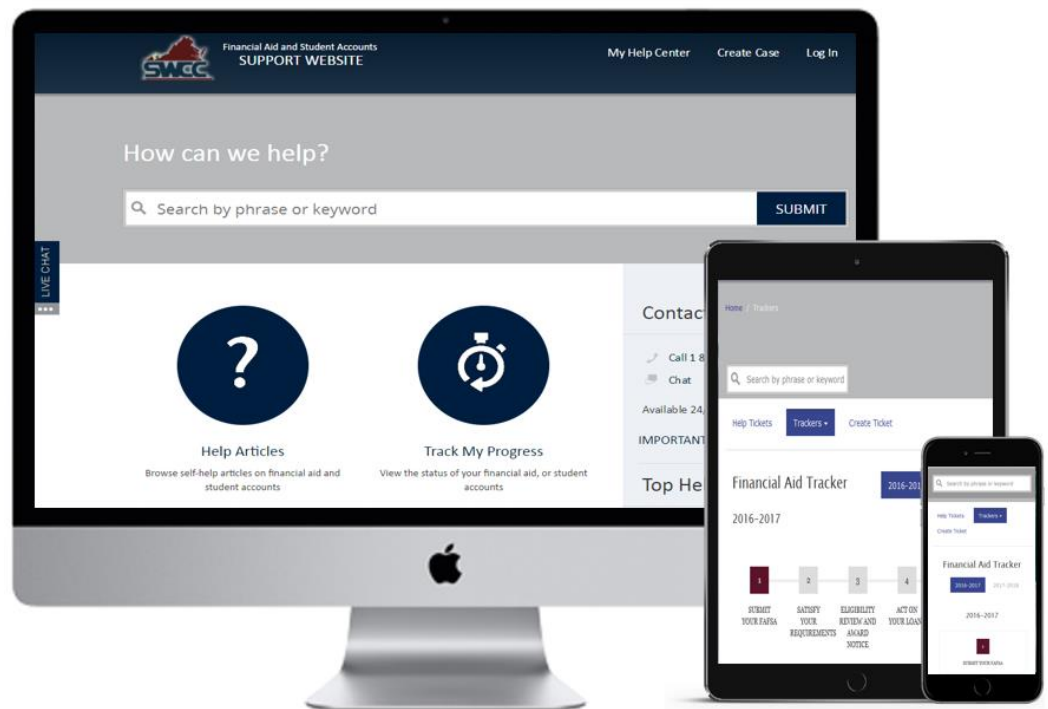 SWCC
Financial Aid and Student Accounts
SUPPORT WEBSITE
My Help Center
Create Case
Log In
How can we help?
Search by phrase or keyword
SUBMIT
LIVE CHAT
?
Help Articles
Browse self-help articles on financial aid and
student accounts
Track My Progress
View the status of your financial aid, or student
accounts
Contac
Call 1 8
Chat
Available 24,
IMPORTANT
Top He
Home / Trackers
Search by phrase or keyword
Help Tickets
Trackers
Create Ticket
Financial Aid Tracker
2016-201
2016-2017
1
2
3
4
SUBMIT
YOUR FAFSA
SATISFY
YOUR
REQUIREMENTS
ELIGIBILITY
REVIEW AND
AWARD
NOTICE
ACT ON
YOUR LOAN
Search by phrase or keyword
Help Tickets
Trackers
Create Ticket
Financial Aid Tracker
2016-2017
2017-2018
2016-2017
1
SUBMIT YOUR FAFSA